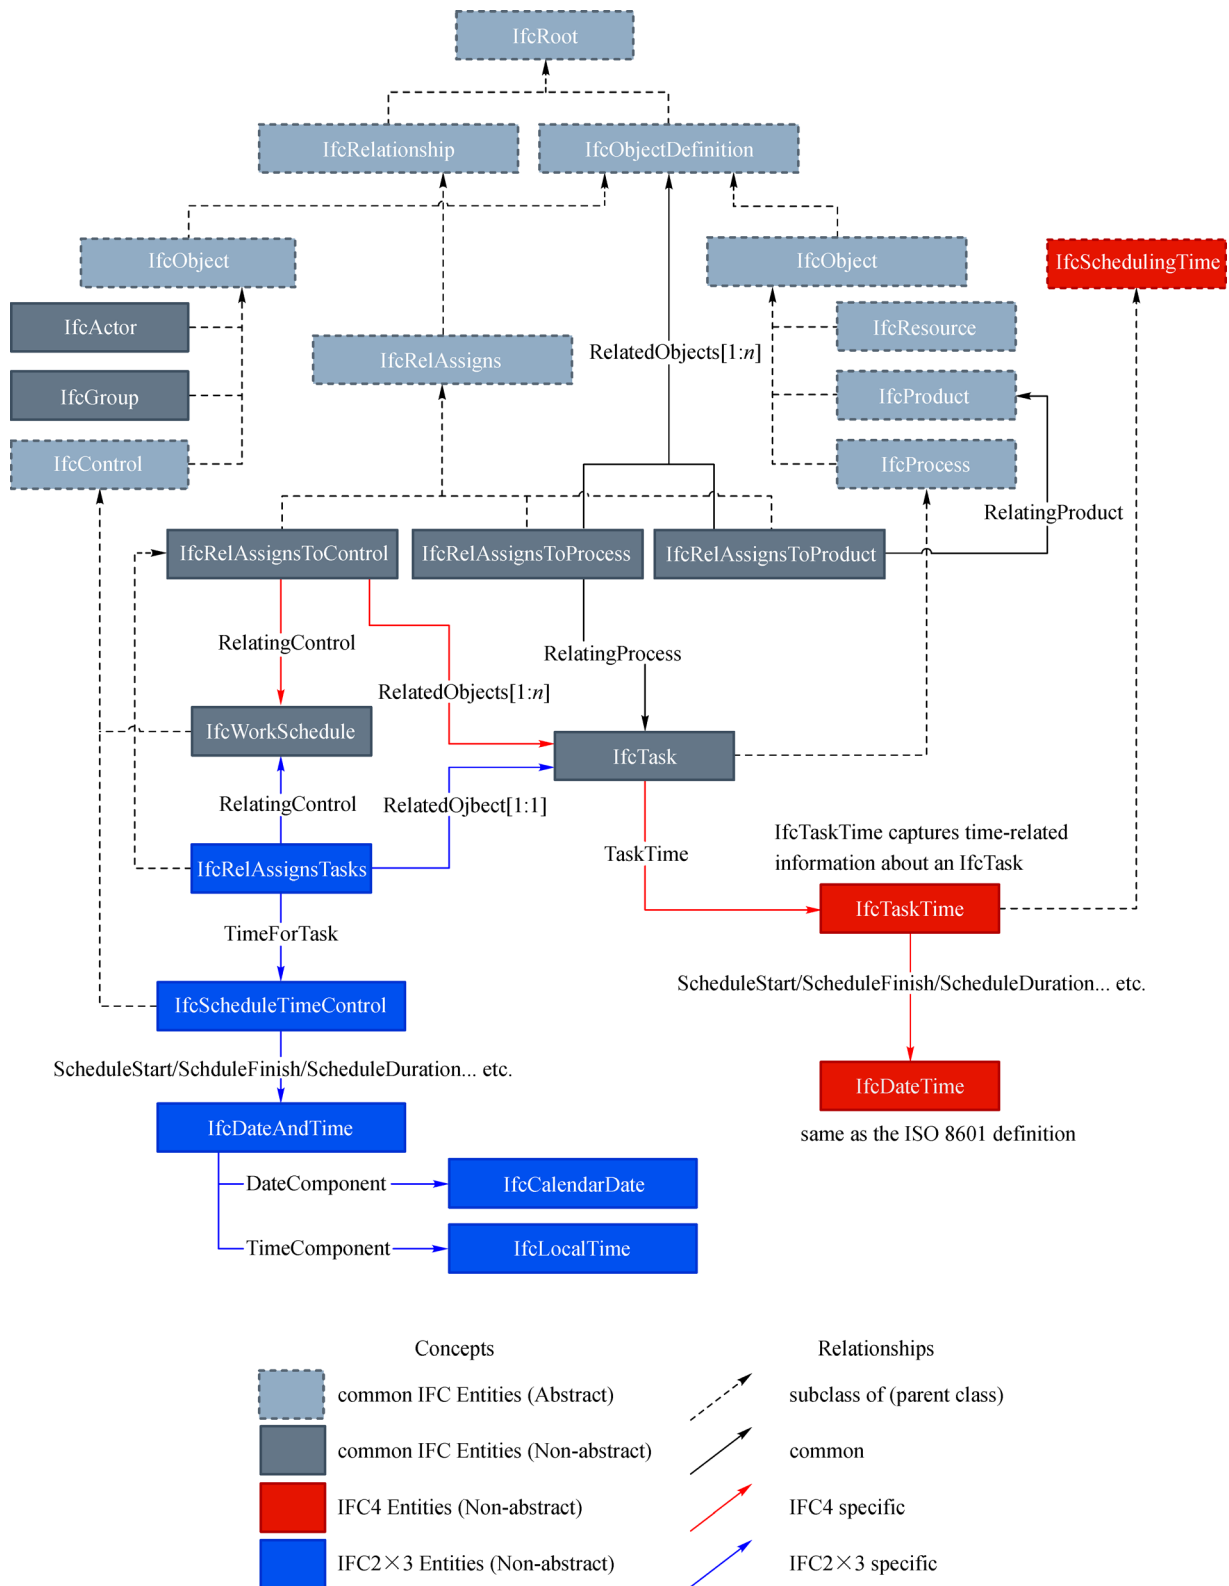 IfcRoot
IfcRelationship
IfcObjectDefinition
IfcObject
IfcObject
IfcSchedulingTime
IfcActor
IfcResource
RelatedObjects[1:n]
IfcRelAssigns
IfcGroup
IfcProduct
IfcControl
IfcProcess
RelatingProduct
IfcRelAssignsToControl
IfcRelAssignsToProcess
IfcRelAssignsToProduct
RelatingControl
RelatingProcess
RelatedObjects[1:n]
IfcWorkSchedule
IfcTask
RelatingControl
RelatedOjbect[1:1]
IfcTaskTime captures time-related
information about an IfcTask
TaskTime
IfcRelAssignsTasks
IfcTaskTime
TimeForTask
ScheduleStart/ScheduleFinish/ScheduleDuration... etc.
IfcScheduleTimeControl
ScheduleStart/SchduleFinish/ScheduleDuration... etc.
IfcDateTime
IfcDateAndTime
same as the ISO 8601 definition
DateComponent
IfcCalendarDate
TimeComponent
IfcLocalTime
Concepts
Relationships
common IFC Entities (Abstract)
subclass of (parent class)
common IFC Entities (Non-abstract)
common
IFC4 Entities (Non-abstract)
IFC4 specific
IFC2×3 Entities (Non-abstract)
IFC2×3 specific